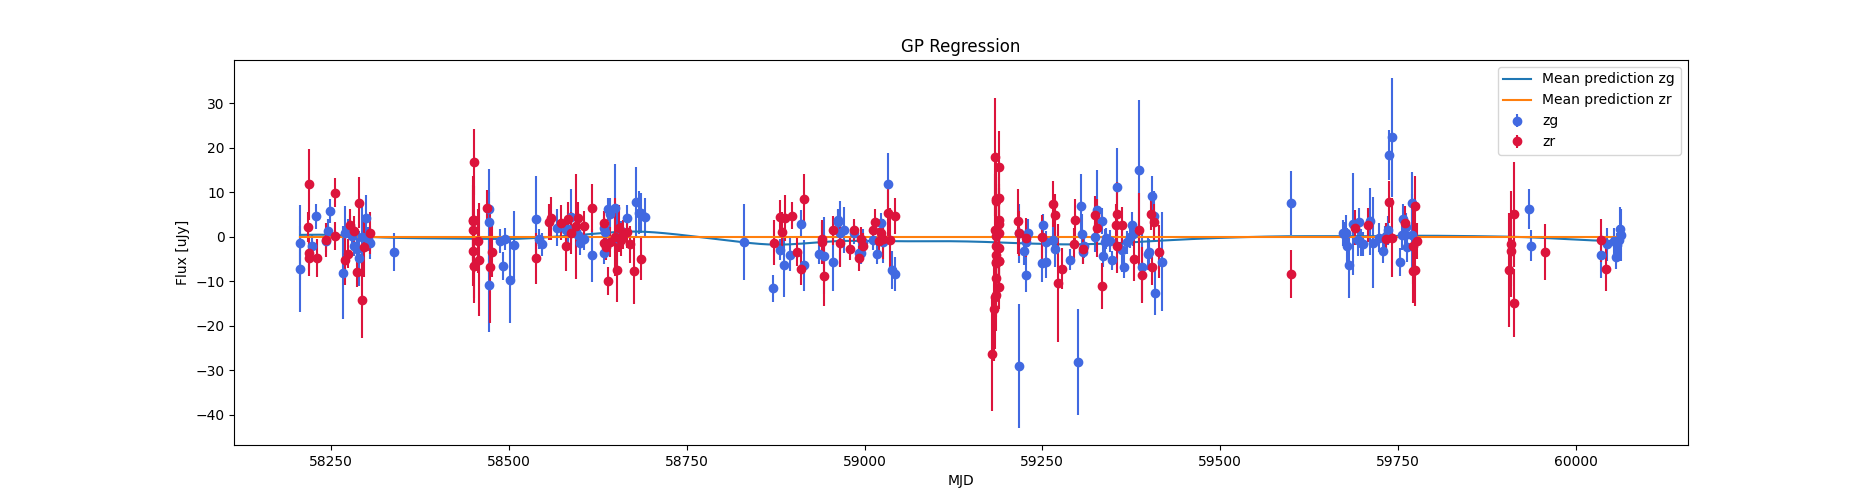 GP Regression
Flux [uJy]
30
20
10
0
−10
−20
−30
−40
58250 58500 58750 59000 59250 59500 59750 60000
MJD
Mean prediction zg
Mean prediction zr
zg
zr